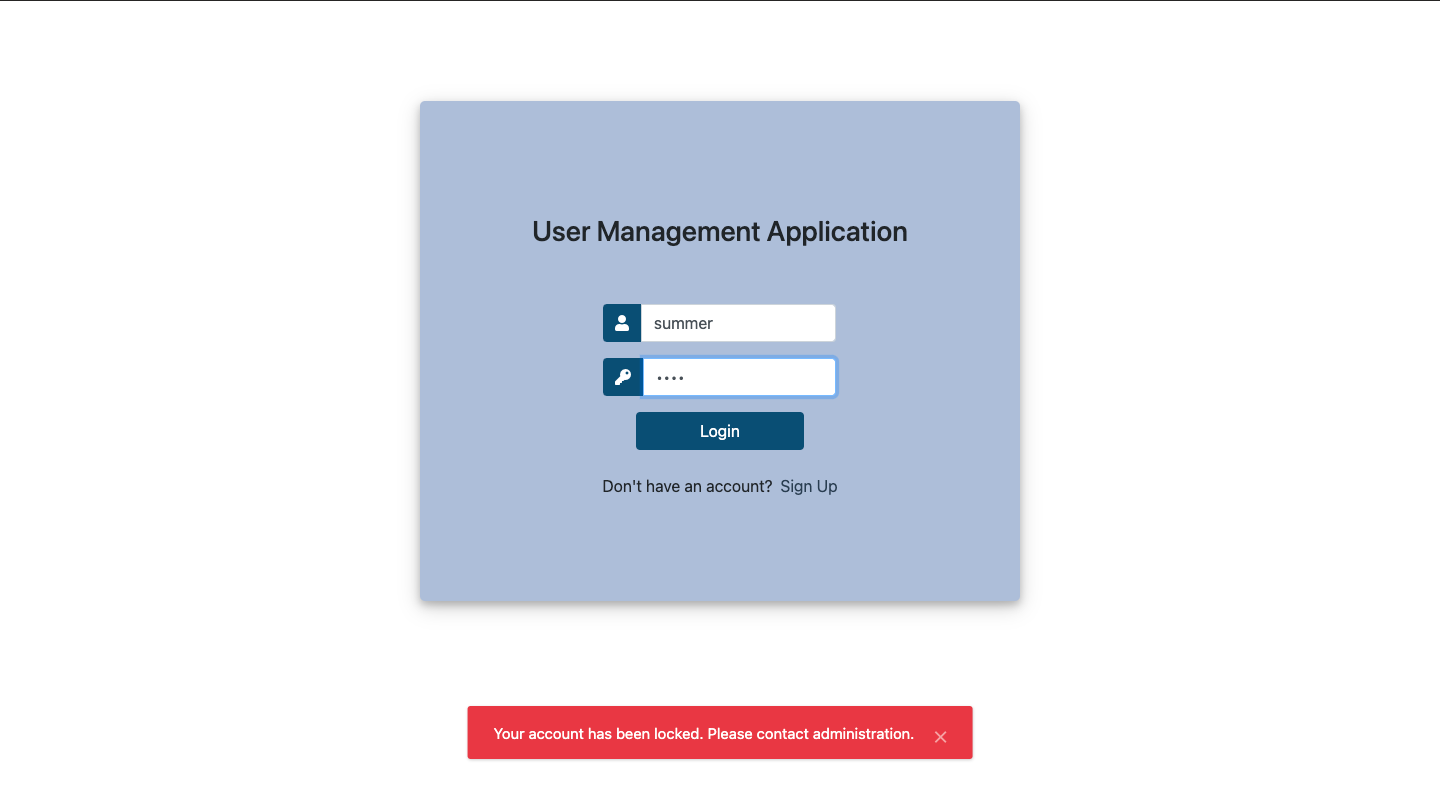 User Management Application
summer
••••
Login
Don't have an account? Sign Up
Your account has been locked. Please contact administration. ×